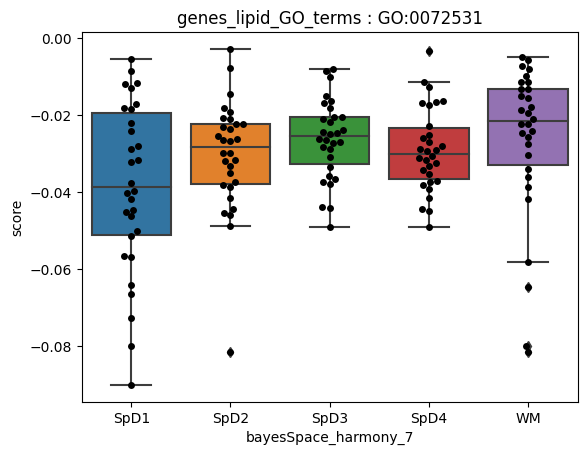 genes_lipid_GO_terms : GO:0072531
0.00
−0.02
−0.04
−0.06
−0.08
score
SpD1 SpD2 SpD3 SpD4 WM
bayesSpace_harmony_7